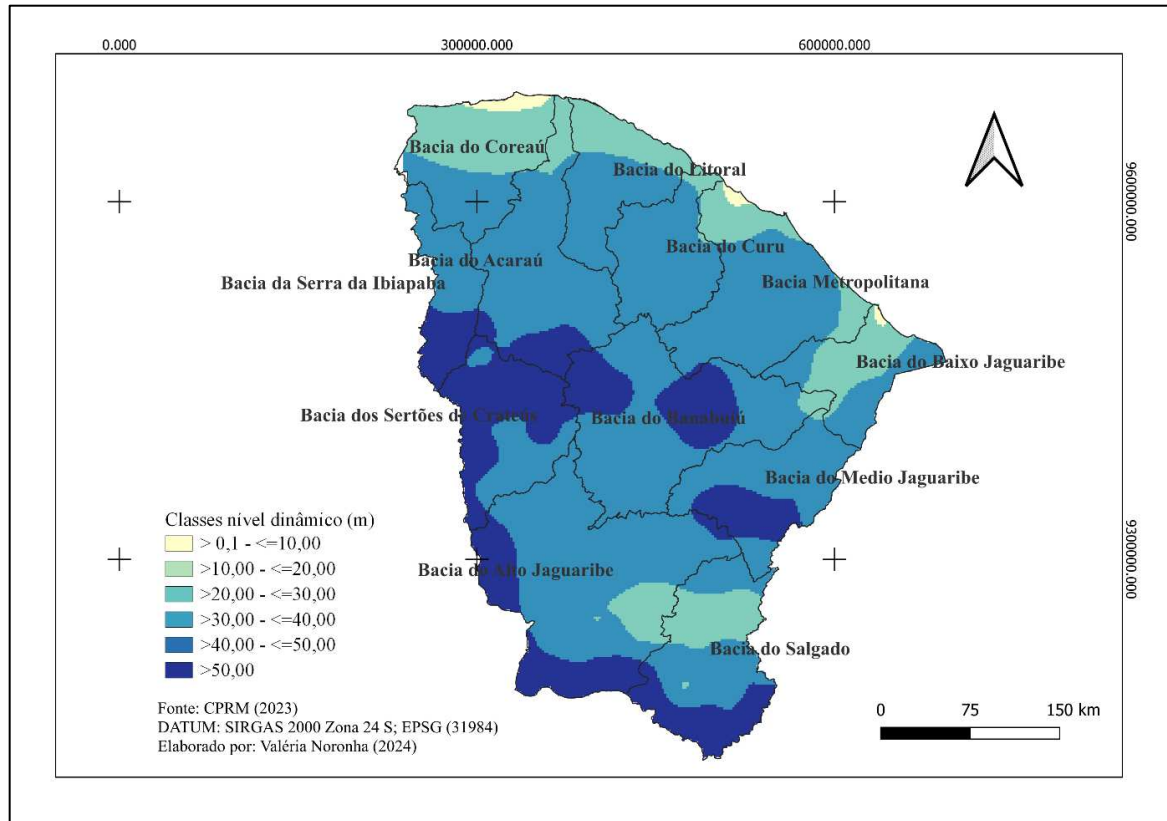 0.000
300000.000
600000.000
Bacia do Coreaú
Bacia do Litoral
9600000.000
Bacia do Curu
Bacia do Acaraú
Bacia da Serra da Ibiapaba
Bacia Metropolitana
Bacia do Baixo Jaguaribe
Bacia dos Sertões de Crateús
Bacia do Banabuiú
Bacia do Medio Jaguaribe
Classes nível dinâmico (m)
> 0,1 - <=10,00
>10,00 - <=20,00
>20,00 - <=30,00
>30,00 - <=40,00
>40,00 - <=50,00
>50,00
9300000.000
Bacia do Alto Jaguaribe
Bacia do Salgado
Fonte: CPRM (2023)
DATUM: SIRGAS 2000 Zona 24 S; EPSG (31984)
Elaborado por: Valéria Noronha (2024)
0 75 150 km